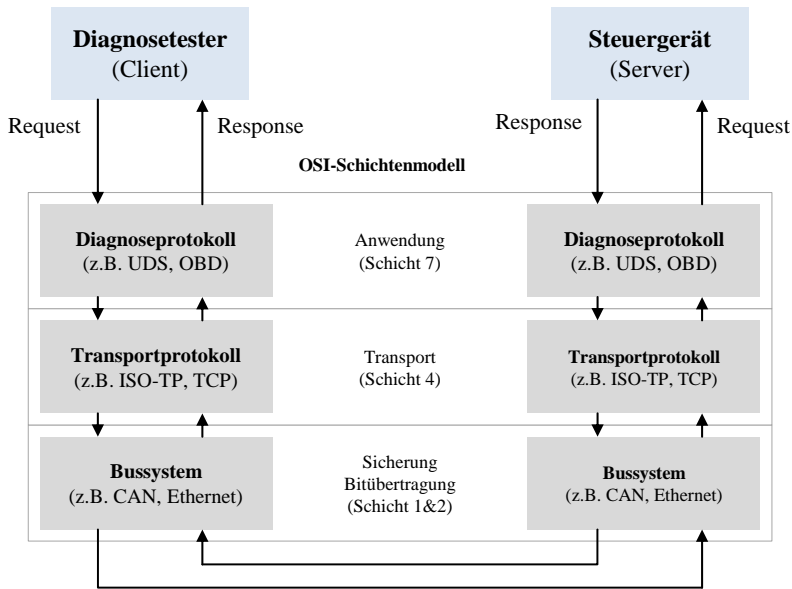 Diagnosetester
(Client)
Steuergerät
(Server)
Request
Response
Response
Request
OSI-Schichtenmodell
Diagnoseprotokoll
(z.B. UDS, OBD)
Anwendung
(Schicht 7)
Diagnoseprotokoll
(z.B. UDS, OBD)
Transportprotokoll
(z.B. ISO-TP, TCP)
Transport
(Schicht 4)
Transportprotokoll
(z.B. ISO-TP, TCP)
Bussystem
(z.B. CAN, Ethernet)
Sicherung
Bitübertragung
(Schicht 1&2)
Bussystem
(z.B. CAN, Ethernet)